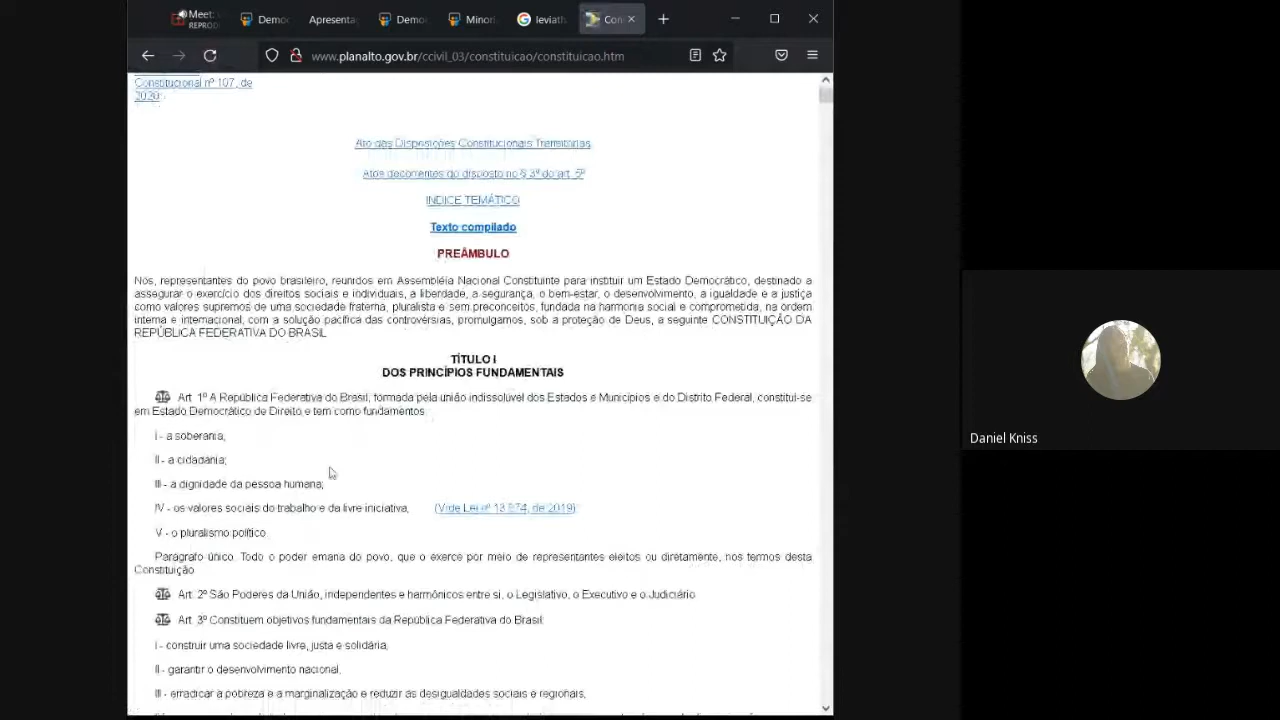 Meet:
REPROD
Democ
Apresenta
Demo
Minori
leviath
Con
www.planalto.gov.br/ccivil_03/constituicao/constituicao.htm
Constitucional nº 107, de
2020
Ato das Disposições Constitucionais Transitórias
Atos decorrentes do disposto no § 3º do art. 5º
ÍNDICE TEMÁTICO
Texto compilado
PREÂMBULO
Nós, representantes do povo brasileiro, reunidos em Assembléia Nacional Constituinte para instituir um Estado Democrático, destinado a
assegurar o exercício dos direitos sociais e individuais, a liberdade, a segurança, o bem-estar, o desenvolvimento, a igualdade e a justiça
como valores supremos de uma sociedade fraterna, pluralista e sem preconceitos, fundada na harmonia social e comprometida, na ordem
interna e internacional, com a solução pacífica das controvérsias, promulgamos, sob a proteção de Deus, a seguinte CONSTITUIÇÃO DA
REPÚBLICA FEDERATIVA DO BRASIL
TÍTULO I
DOS PRINCÍPIOS FUNDAMENTAIS
Art. 1º A República Federativa do Brasil, formada pela união indissolúvel dos Estados e Municípios e do Distrito Federal, constitui-se
em Estado Democrático de Direito e tem como fundamentos:
I - a soberania;
II - a cidadania;
III - a dignidade da pessoa humana;
IV - os valores sociais do trabalho e da livre iniciativa; (Vide Lei nº 13.874, de 2019)
V - o pluralismo político.
Parágrafo único. Todo o poder emana do povo, que o exerce por meio de representantes eleitos ou diretamente, nos termos desta
Constituição.
Art. 2º São Poderes da União, independentes e harmônicos entre si, o Legislativo, o Executivo e o Judiciário.
Art. 3º Constituem objetivos fundamentais da República Federativa do Brasil:
I - construir uma sociedade livre, justa e solidária;
II - garantir o desenvolvimento nacional;
III - erradicar a pobreza e a marginalização e reduzir as desigualdades sociais e regionais;
Daniel Kniss